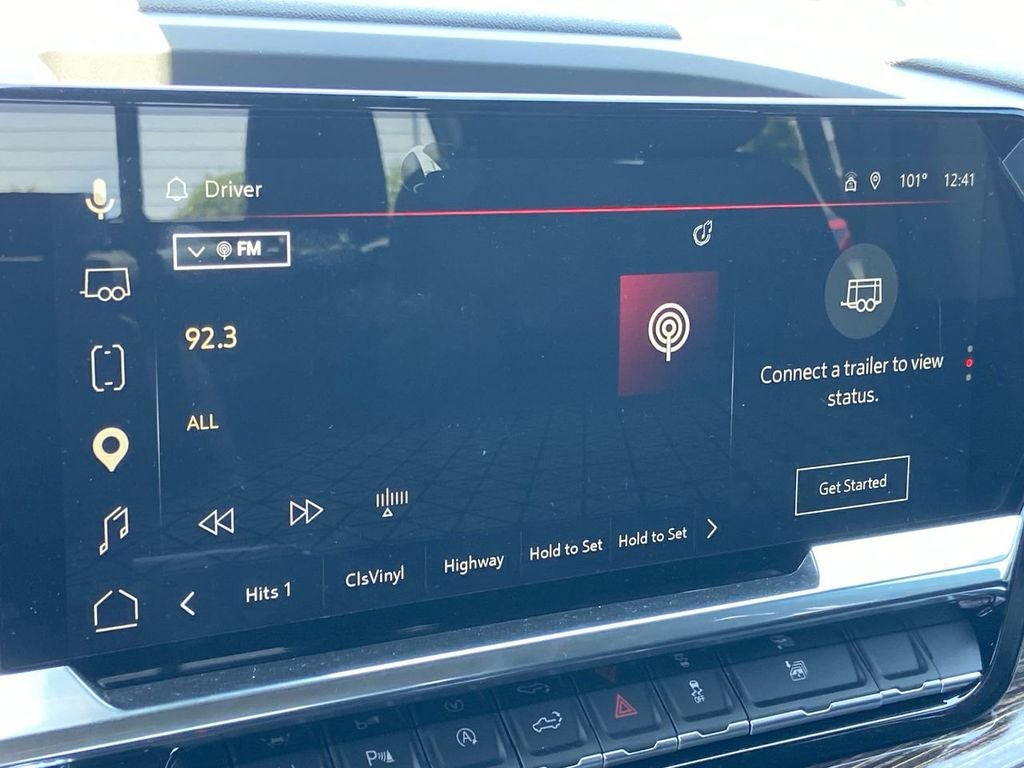 Driver
101° 12:41
FM
92.3
ALL
Connect a trailer to view
status.
Get Started
Hits 1
ClsVinyl
Highway
Hold to Set
Hold to Set
OFF
A
P